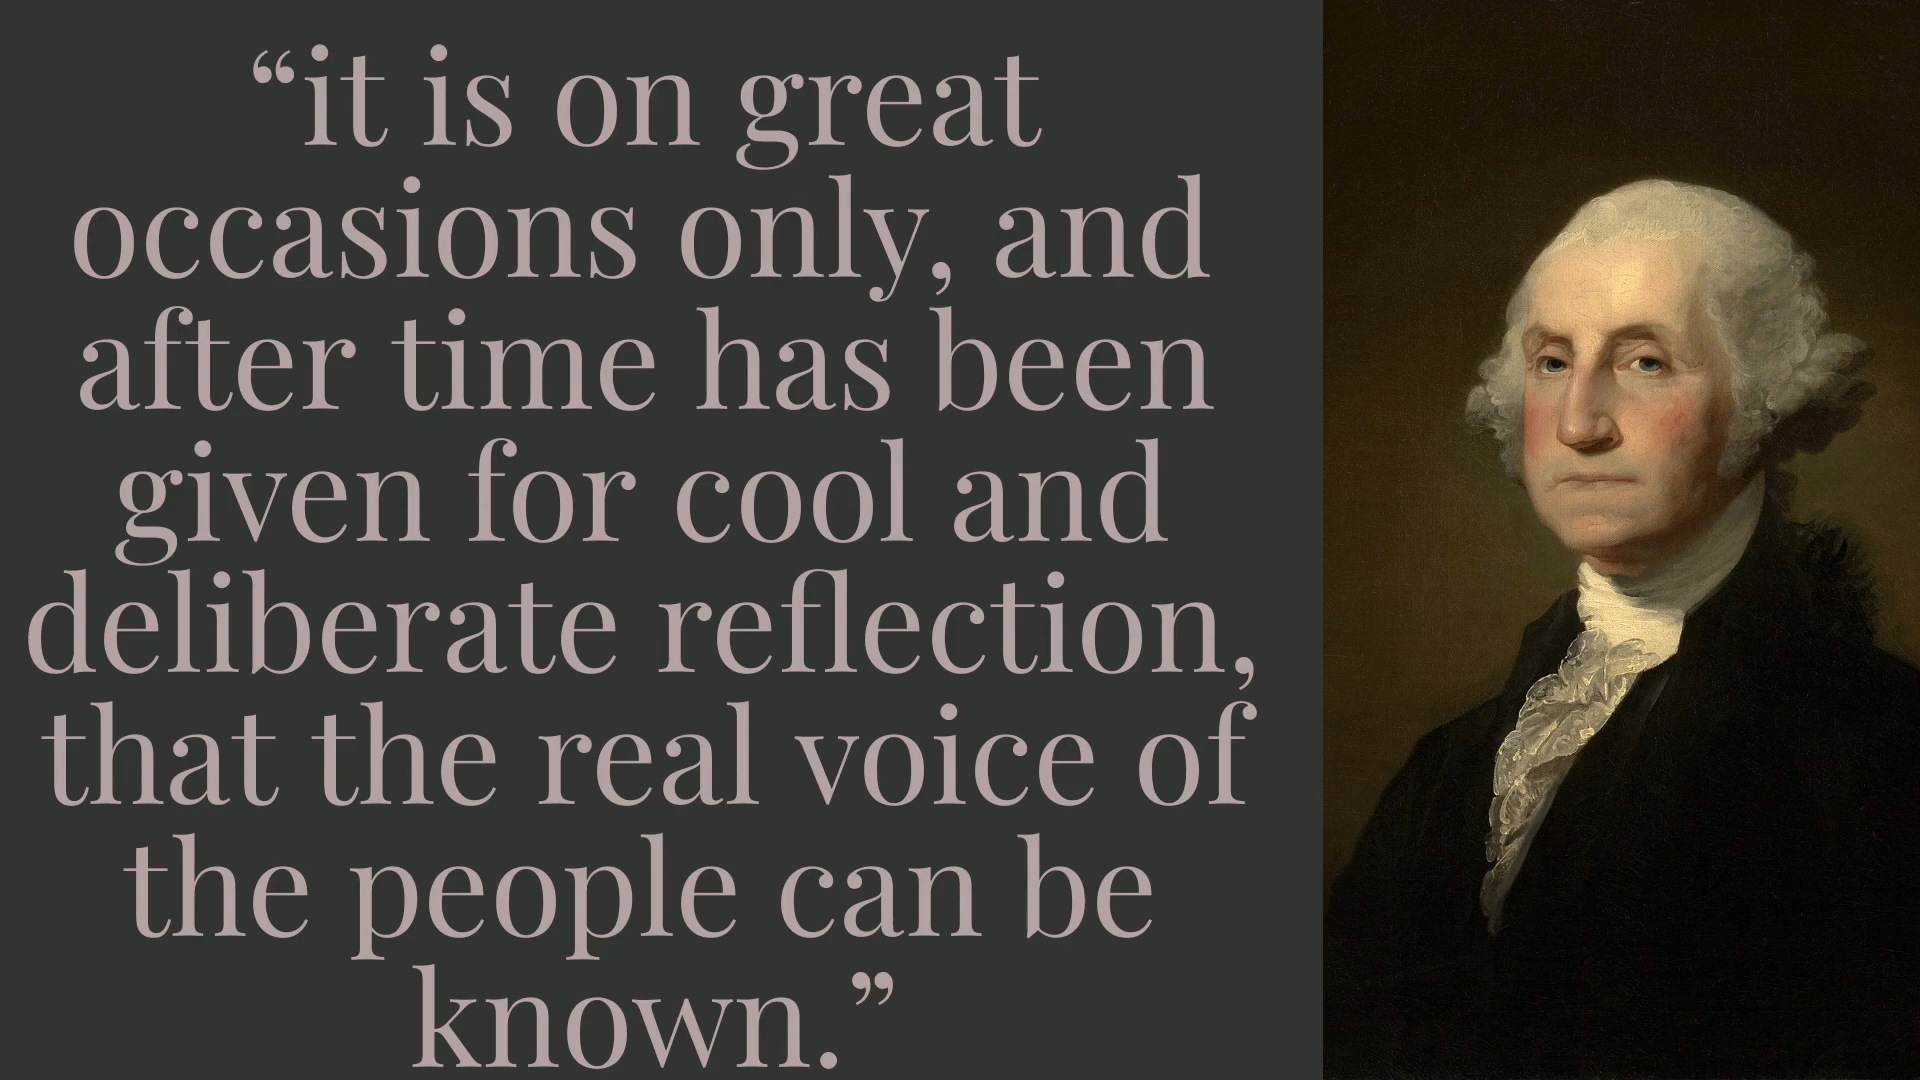 “it is on great
occasions only, and
after time has been
given for cool and
deliberate reflection,
that the real voice of
the people can be
known.”